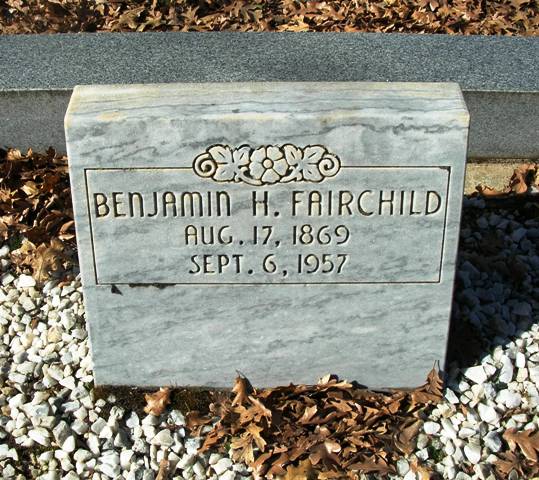 BENJAMIN H. FAIRCHILD
AUG. 17, 1869
SEPT. 6, 1957